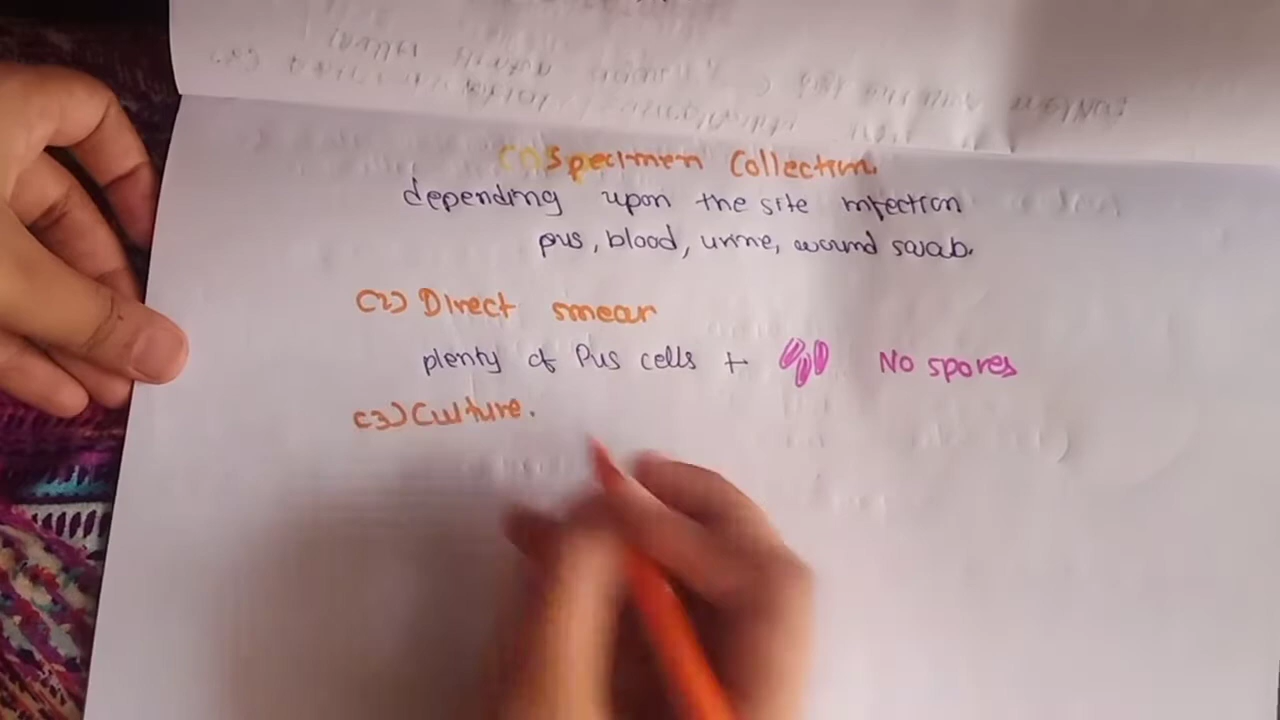 (1) Specimen Collection.
depending upon the site infection
pus, blood, urine, wound swab.
(2) Direct smear
plenty of Pus cells + No spores
(3) Culture.